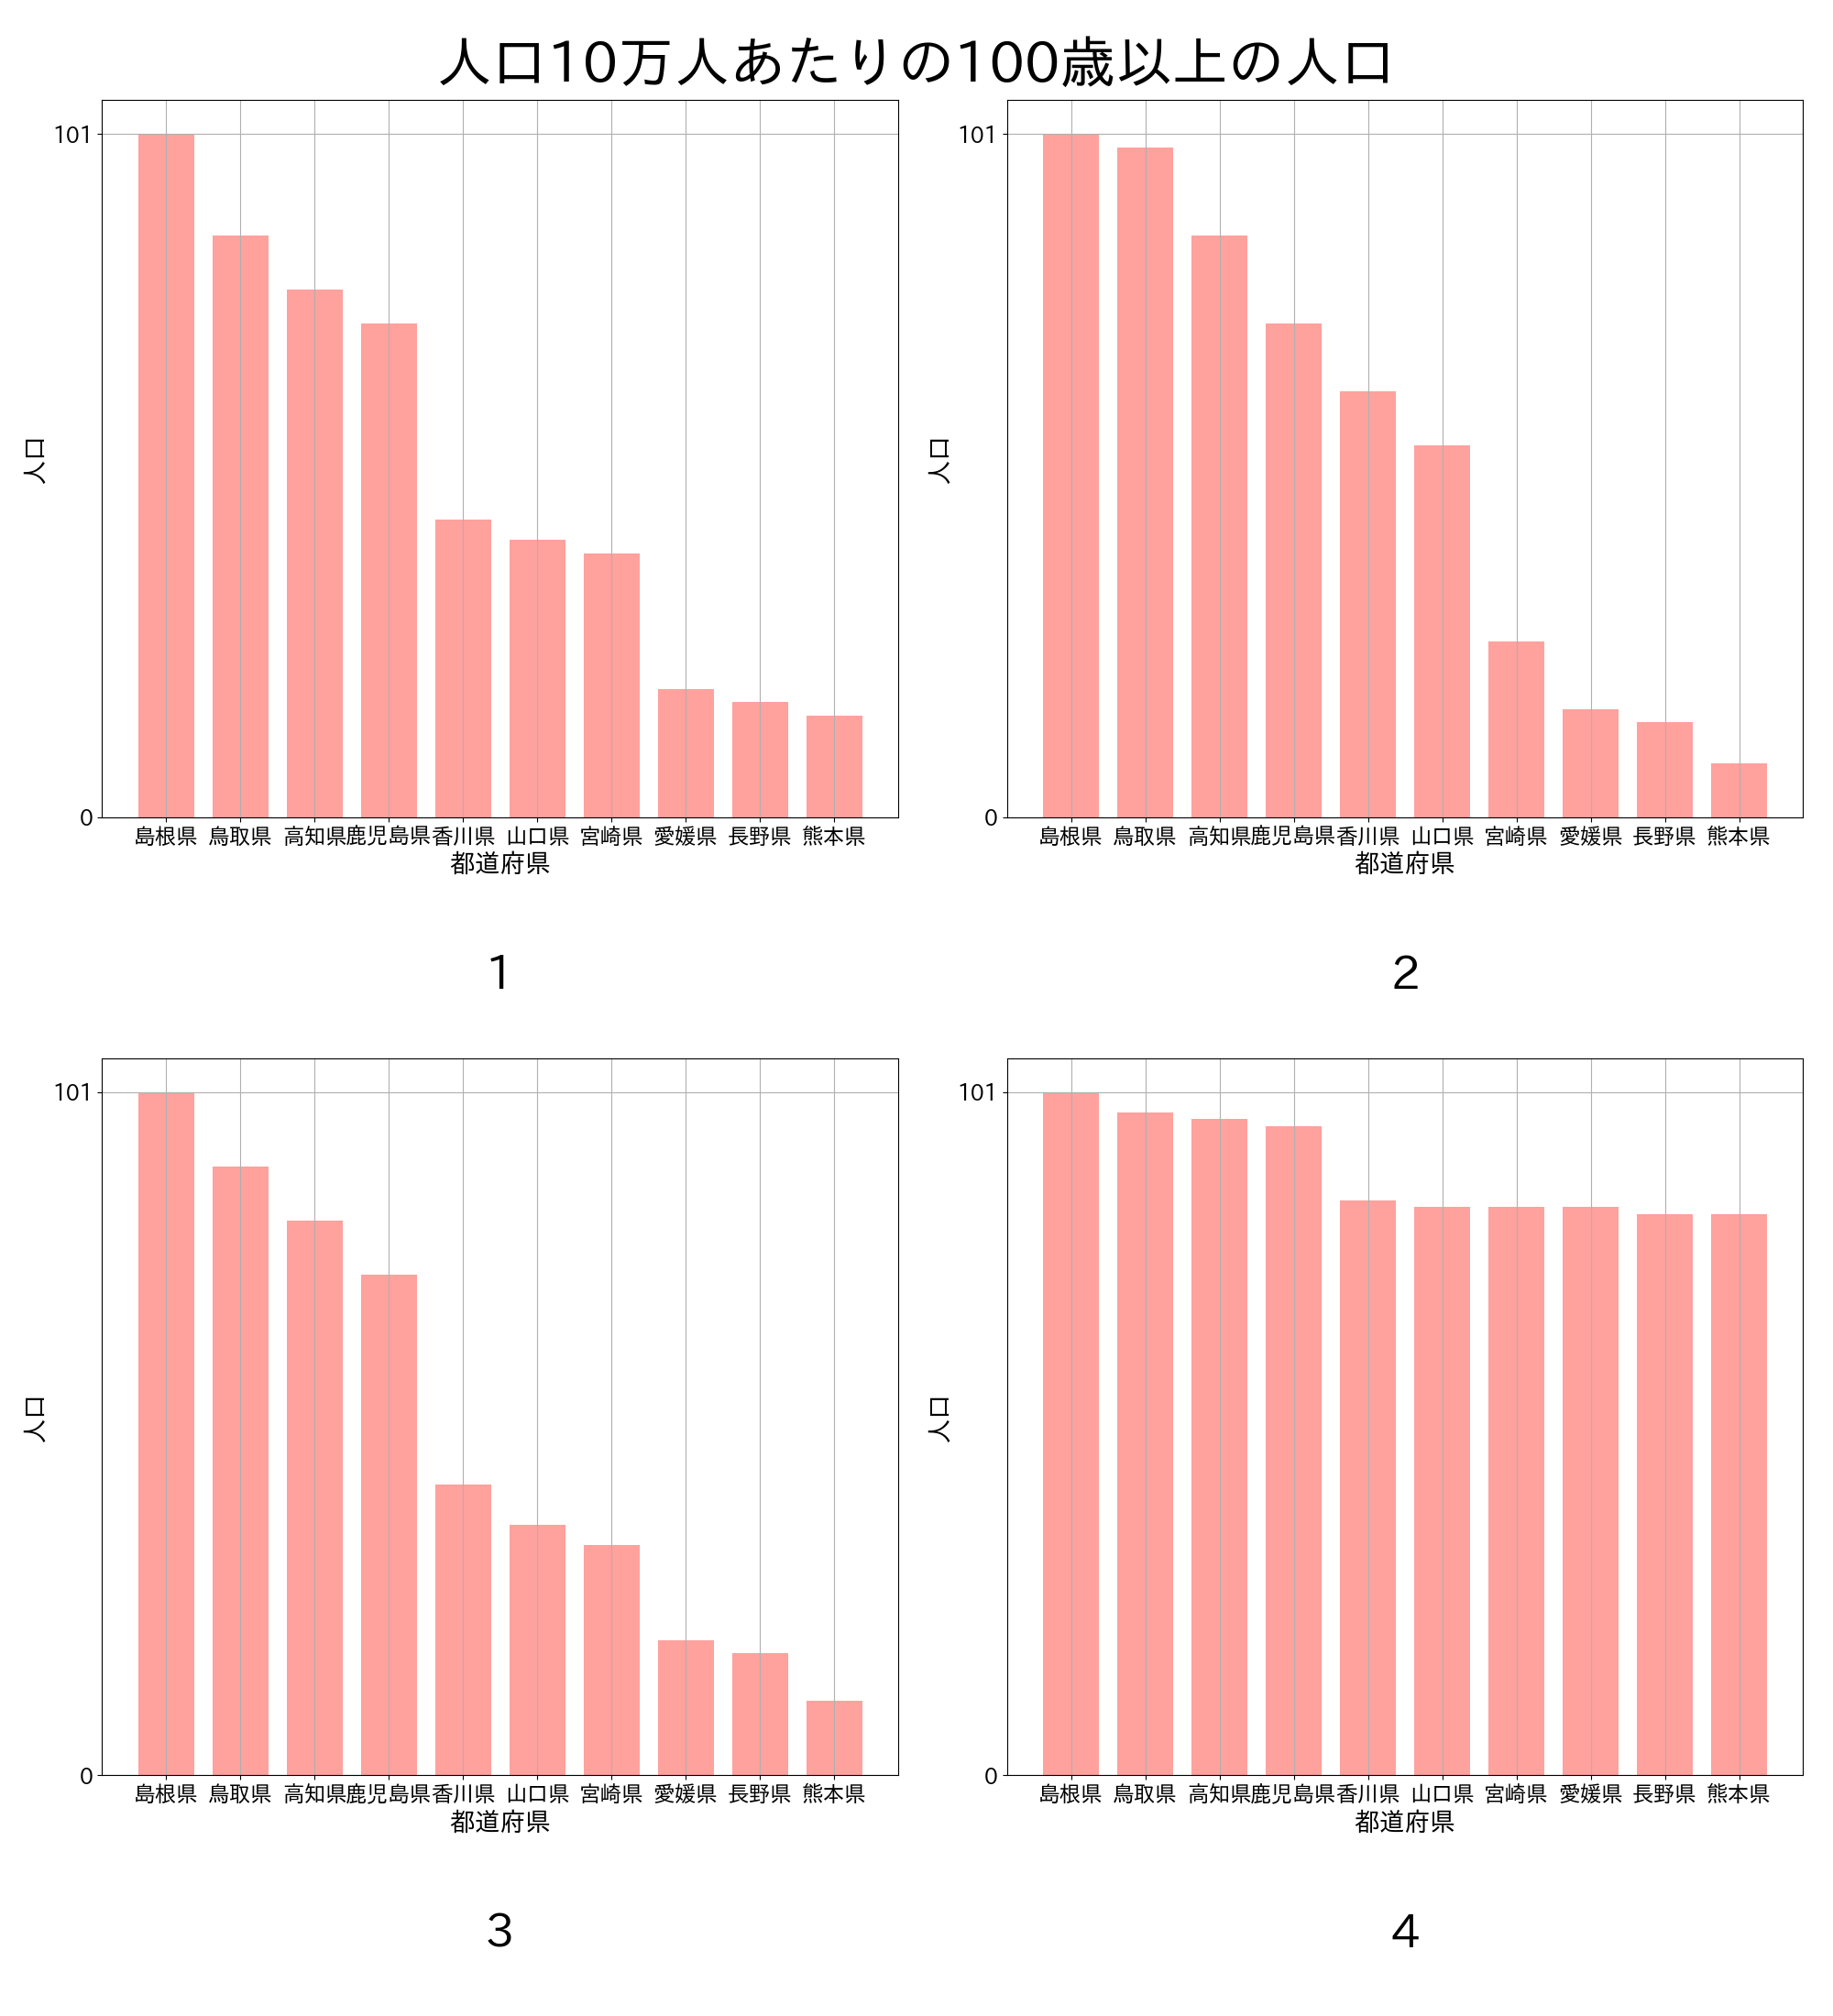 人口10万人あたりの100歳以上の人口
101
0
人口
島根県 鳥取県 高知県 鹿児島県 香川県 山口県 宮崎県 愛媛県 長野県 熊本県
都道府県
1
101
0
人口
島根県 鳥取県 高知県 鹿児島県 香川県 山口県 宮崎県 愛媛県 長野県 熊本県
都道府県
2
101
0
人口
島根県 鳥取県 高知県 鹿児島県 香川県 山口県 宮崎県 愛媛県 長野県 熊本県
都道府県
3
101
0
人口
島根県 鳥取県 高知県 鹿児島県 香川県 山口県 宮崎県 愛媛県 長野県 熊本県
都道府県
4